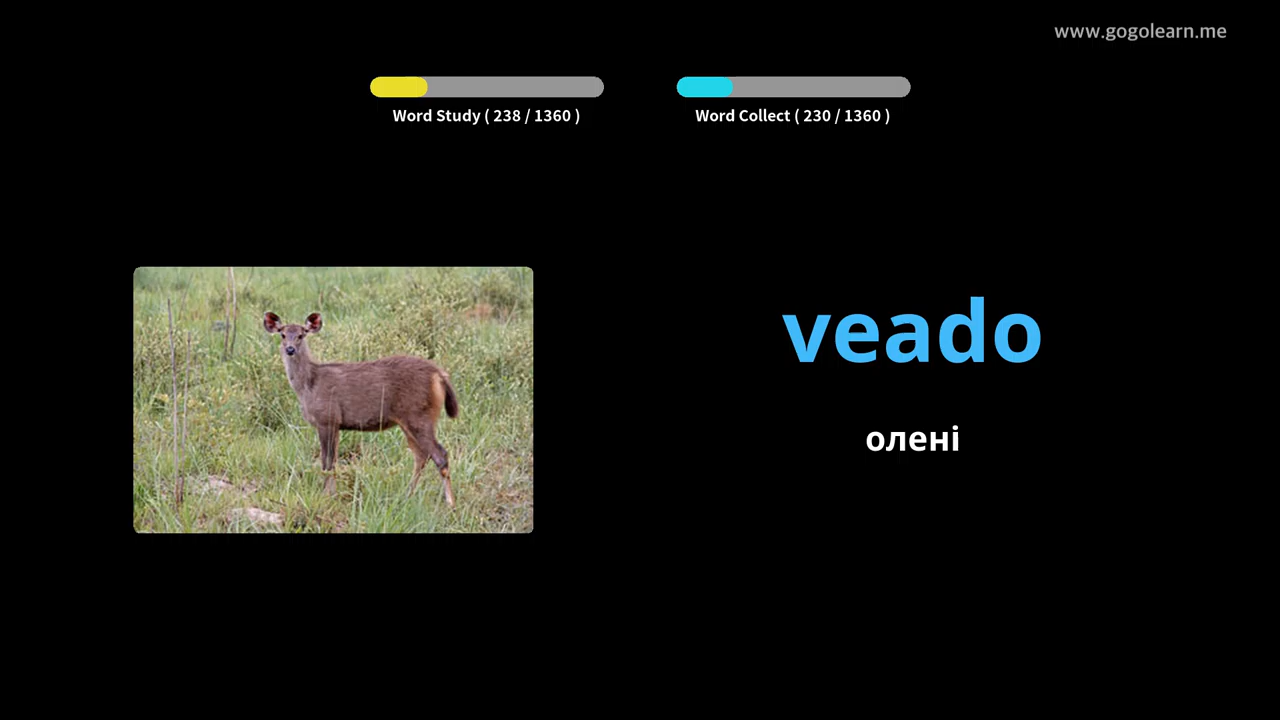 www.gogolearn.me
Word Study ( 238 / 1360 )
Word Collect ( 230 / 1360 )
veado
олені